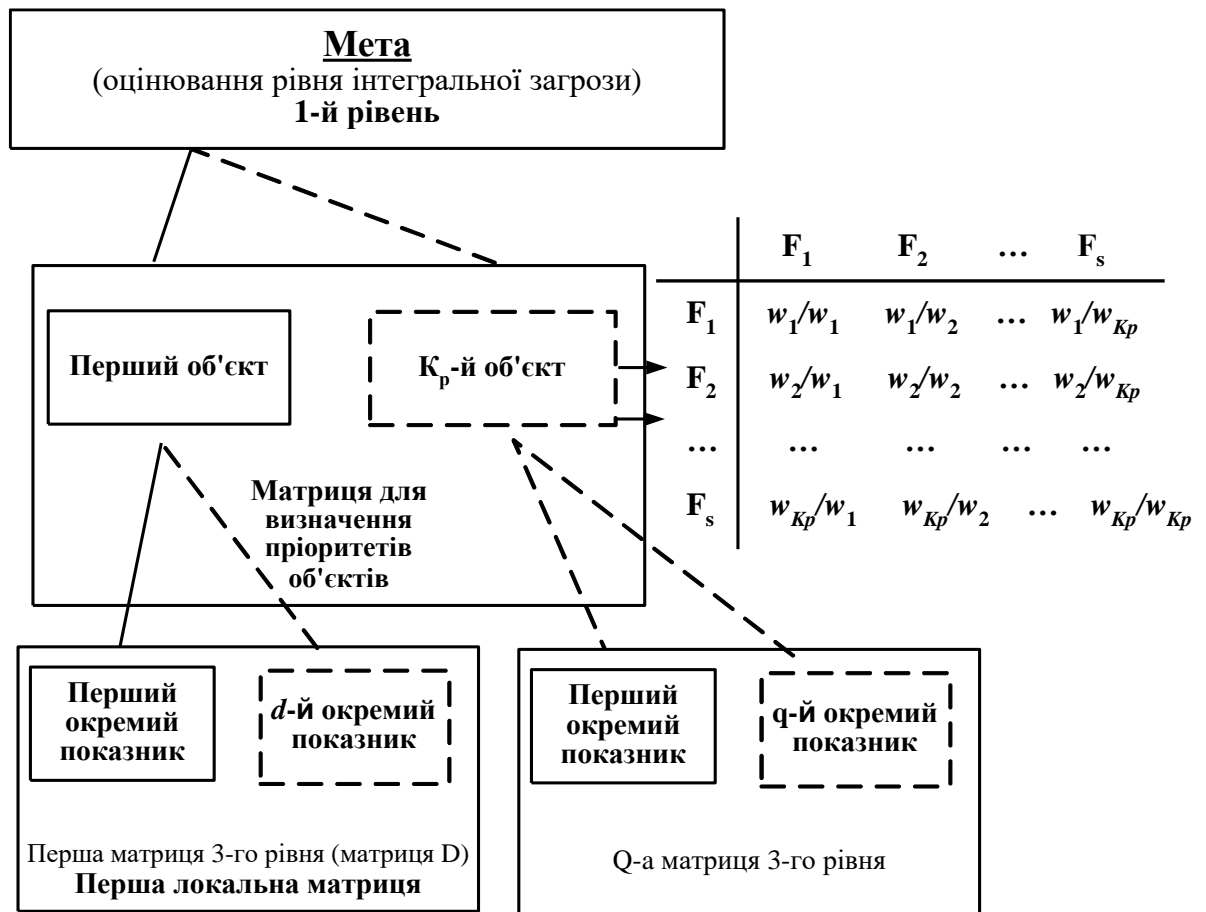 Мета
(оцінювання рівня інтегральної загрози)
1-й рівень
F1 F2 … Fs
F1 w1/w1 w1/w2 … w1/wKp
F2 w2/w1 w2/w2 … w2/wKp
… … … … …
Fs wKp/w1 wKp/w2 … wKp/wKp
Перший об'єкт
Кр-й об'єкт
Матриця для
визначення
пріоритетів
об'єктів
Перший
окремий
показник
d-й окремий
показник
Перша матриця 3-го рівня (матриця D)
Перша локальна матриця
Перший
окремий
показник
q-й окремий
показник
Q-а матриця 3-го рівня